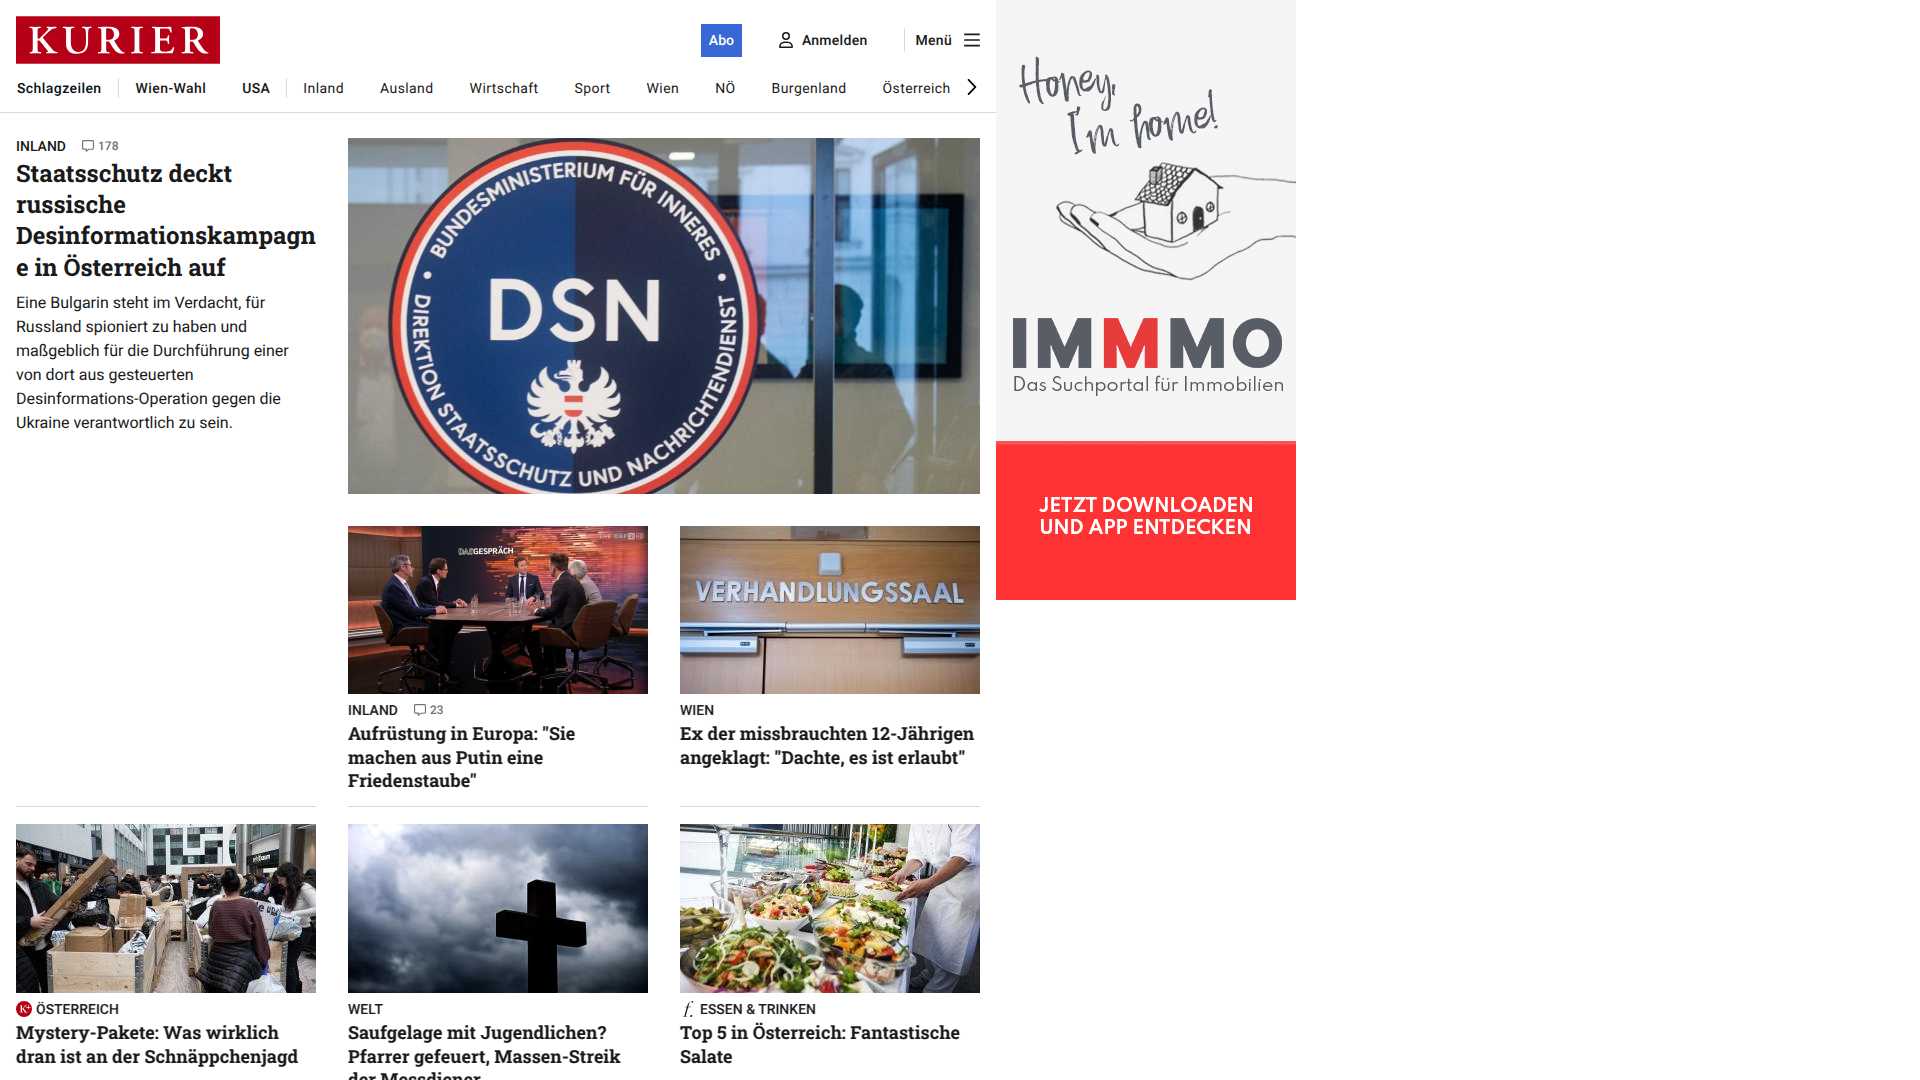 KURIER
Abo
Anmelden
Menü
Schlagzeilen
Wien-Wahl
USA
Inland
Ausland
Wirtschaft
Sport
Wien
NÖ
Burgenland
Österreich
INLAND 178
Staatsschutz deckt
russische
Desinformationskampagn
e in Österreich auf
Eine Bulgarin steht im Verdacht, für
Russland spioniert zu haben und
maßgeblich für die Durchführung einer
von dort aus gesteuerten
Desinformations-Operation gegen die
Ukraine verantwortlich zu sein.
BUNDESMINISTERIUM FÜR INNERES
DSN
DIREKTION STAATSSCHUTZ UND NACHRICHTENDIENST
DASGESPRÄCH
INLAND 23
Aufrüstung in Europa: "Sie
machen aus Putin eine
Friedenstaube"
VERHANDLUNGSSAAL
WIEN
Ex der missbrauchten 12-Jährigen
angeklagt: "Dachte, es ist erlaubt"
K+ ÖSTERREICH
Mystery-Pakete: Was wirklich
dran ist an der Schnäppchenjagd
WELT
Saufgelage mit Jugendlichen?
Pfarrer gefeuert, Massen-Streik
der Messdiener
f. ESSEN & TRINKEN
Top 5 in Österreich: Fantastische
Salate
Honey,
I'm home!
IMMMO
Das Suchportal für Immobilien
JETZT DOWNLOADEN
UND APP ENTDECKEN